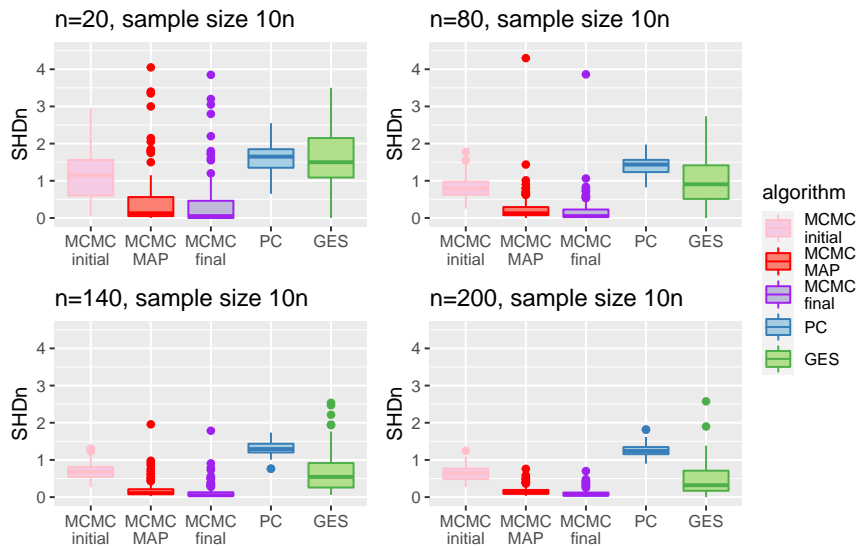 n=20, sample size 10n
n=80, sample size 10n
SHDn
4
3
2
1
0
MCMC initial
MCMC MAP
MCMC final
PC
GES
SHDn
4
3
2
1
0
MCMC initial
MCMC MAP
MCMC final
PC
GES
n=140, sample size 10n
n=200, sample size 10n
SHDn
4
3
2
1
0
MCMC initial
MCMC MAP
MCMC final
PC
GES
SHDn
4
3
2
1
0
MCMC initial
MCMC MAP
MCMC final
PC
GES
algorithm
MCMC
initial
MCMC
MAP
MCMC
final
PC
GES